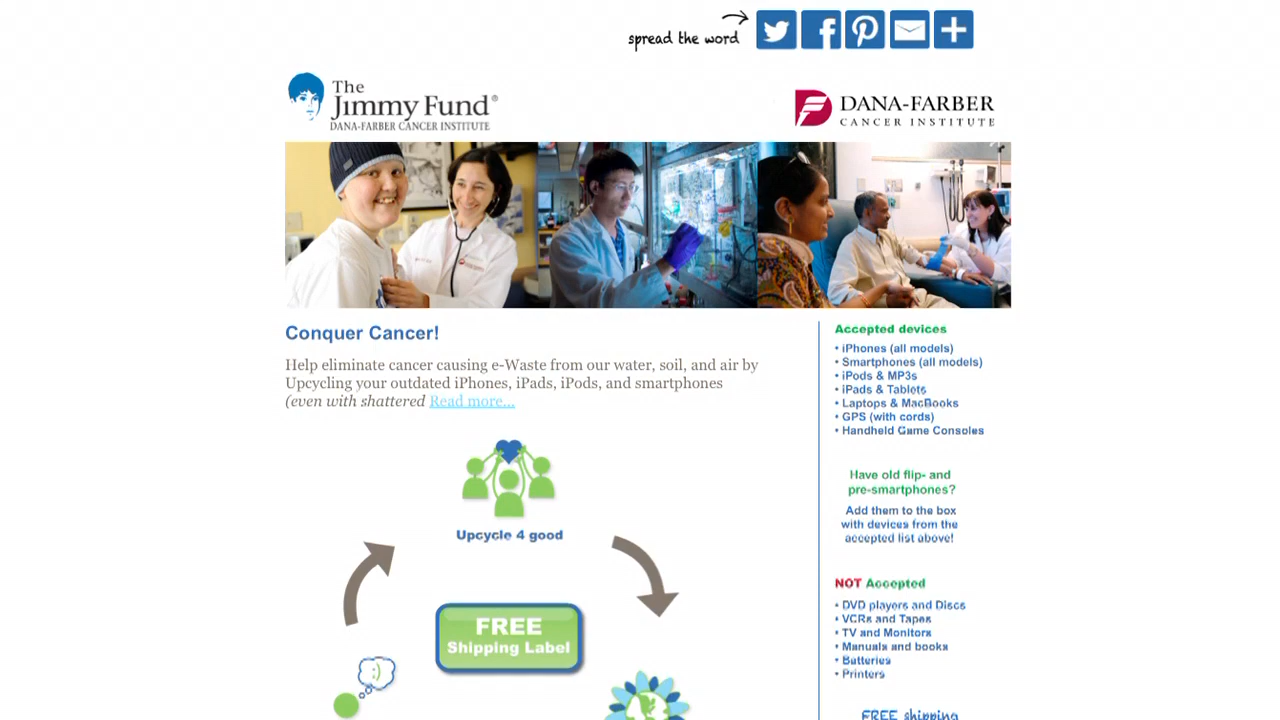 spread the word
The
Jimmy Fund®
DANA-FARBER CANCER INSTITUTE
DANA-FARBER
CANCER INSTITUTE
Conquer Cancer!
Help eliminate cancer causing e-Waste from our water, soil, and air by
Upcycling your outdated iPhones, iPads, iPods, and smartphones
(even with shattered Read more...
Upcycle 4 good
FREE
Shipping Label
Accepted devices
• iPhones (all models)
• Smartphones (all models)
• iPods & MP3s
• iPads & Tablets
• Laptops & MacBooks
• GPS (with cords)
• Handheld Game Consoles
Have old flip- and
pre-smartphones?
Add them to the box
with devices from the
accepted list above!
NOT Accepted
• DVD players and Discs
• VCRs and Tapes
• TV and Monitors
• Manuals and books
• Batteries
• Printers
FREE shipping